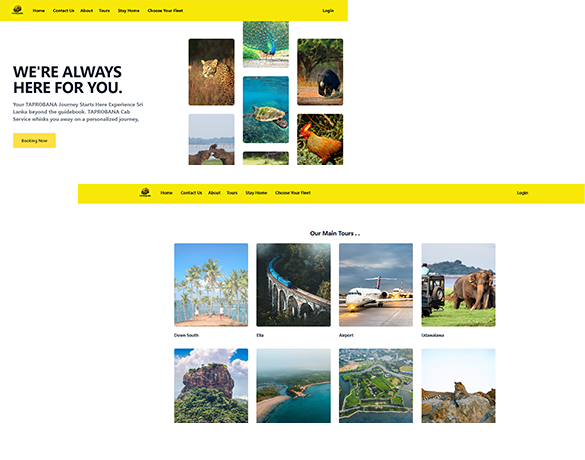 Home Contact Us About Tours Stay Home Choose Your Fleet Login
WE'RE ALWAYS
HERE FOR YOU.
Your TAPROBANA Journey Starts Here Experience Sri
Lanka beyond the guidebook. TAPROBANA Cab
Service whisks you away on a personalized journey,
Booking Now
Home Contact Us About Tours Stay Home Choose Your Fleet Login
Our Main Tours . .
Down South Ella Airport Udawalawa